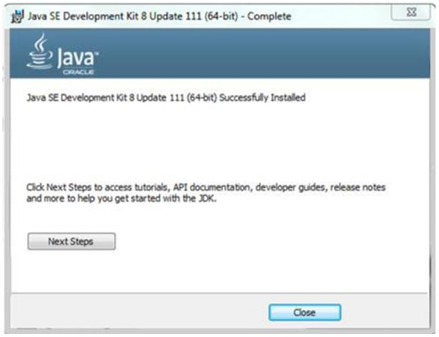 Java SE Development Kit 8 Update 111 (64-bit) - Complete
Java
ORACLE
Java SE Development Kit 8 Update 111 (64-bit) Successfully Installed
Click Next Steps to access tutorials, API documentation, developer guides, release notes
and more to help you get started with the JDK.
Next Steps
Close